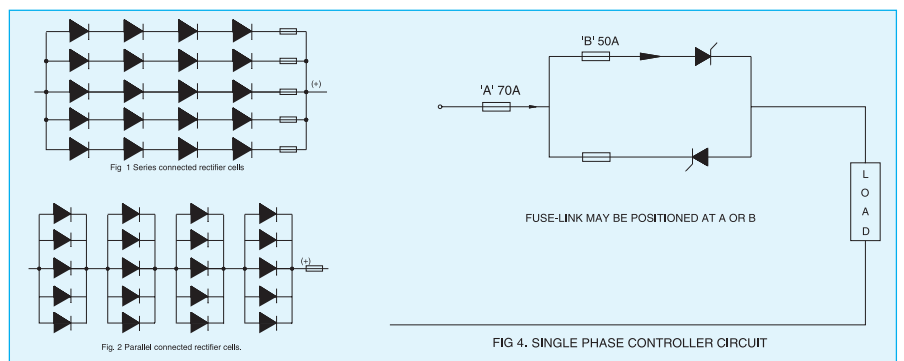 (+)
Fig 1 Series connected rectifier cells
(+)
Fig. 2 Parallel connected rectifier cells.
'B' 50A
'A' 70A
L
O
A
D
FUSE-LINK MAY BE POSITIONED AT A OR B
FIG 4. SINGLE PHASE CONTROLLER CIRCUIT